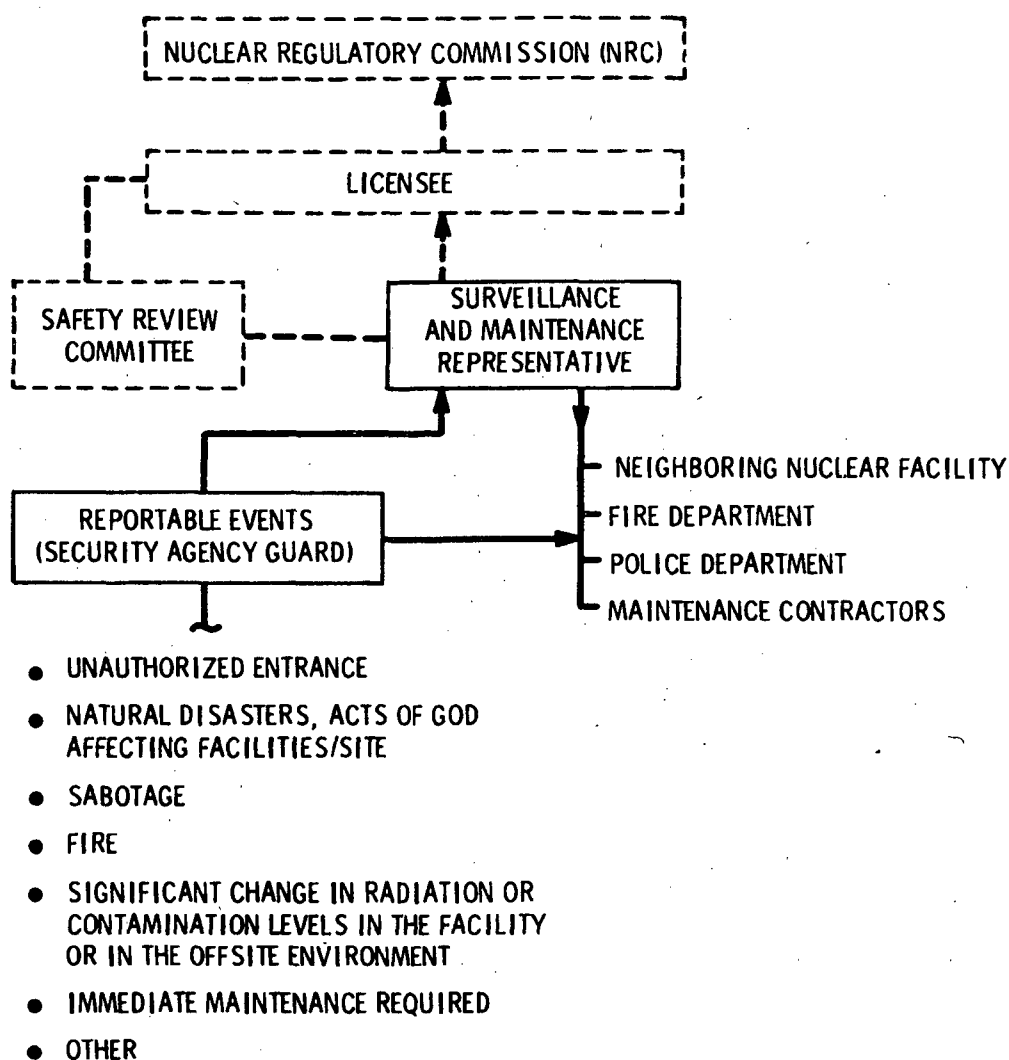 NUCLEAR REGULATORY COMMISSION (NRC)
LICENSEE
SAFETY REVIEW
COMMITTEE
SURVEILLANCE
AND MAINTENANCE
REPRESENTATIVE
REPORTABLE EVENTS
(SECURITY AGENCY GUARD)
NEIGHBORING NUCLEAR FACILITY
FIRE DEPARTMENT
POLICE DEPARTMENT
MAINTENANCE CONTRACTORS
● UNAUTHORIZED ENTRANCE
● NATURAL DISASTERS, ACTS OF GOD
AFFECTING FACILITIES/SITE
● SABOTAGE
● FIRE
● SIGNIFICANT CHANGE IN RADIATION OR
CONTAMINATION LEVELS IN THE FACILITY
OR IN THE OFFSITE ENVIRONMENT
● IMMEDIATE MAINTENANCE REQUIRED
● OTHER